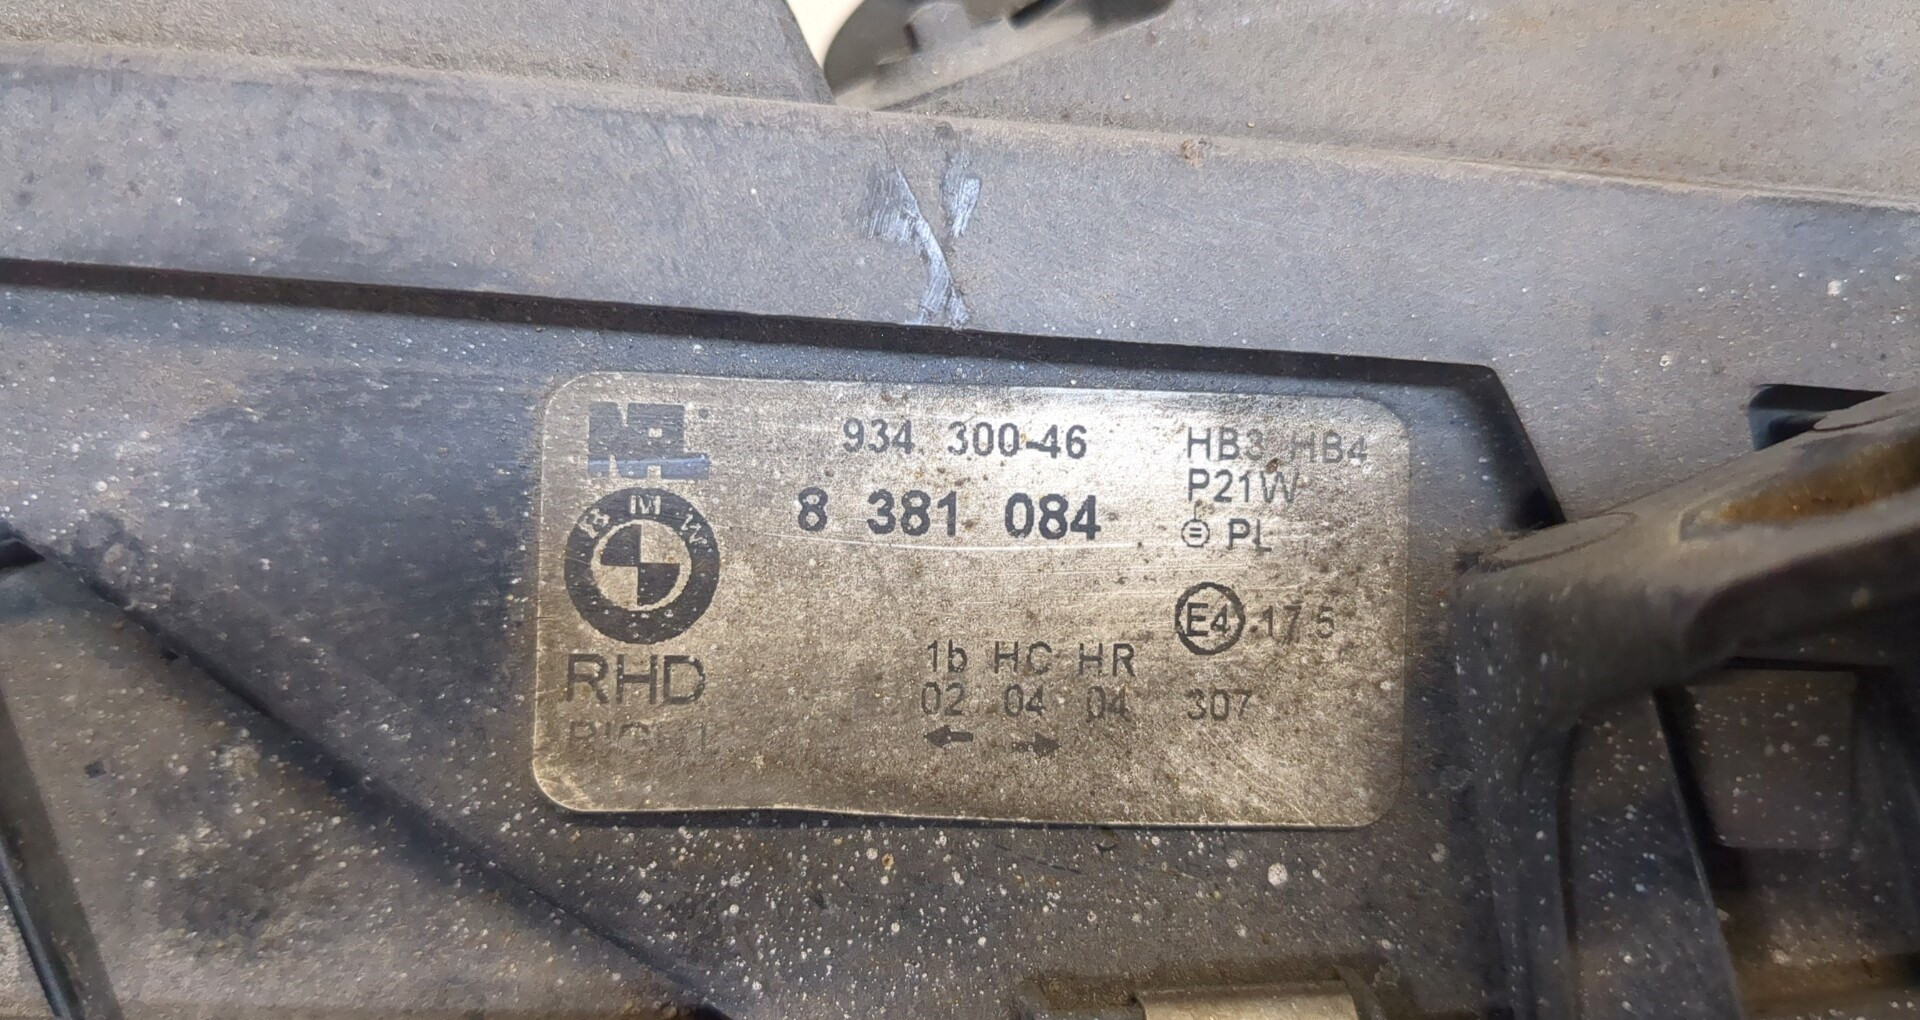 934. 300-46
HB3 HB4
8 381 084
P21W
PL
BMW
E4 17.5
RHD
1b HC HR
RIGHT
02 04 04 307